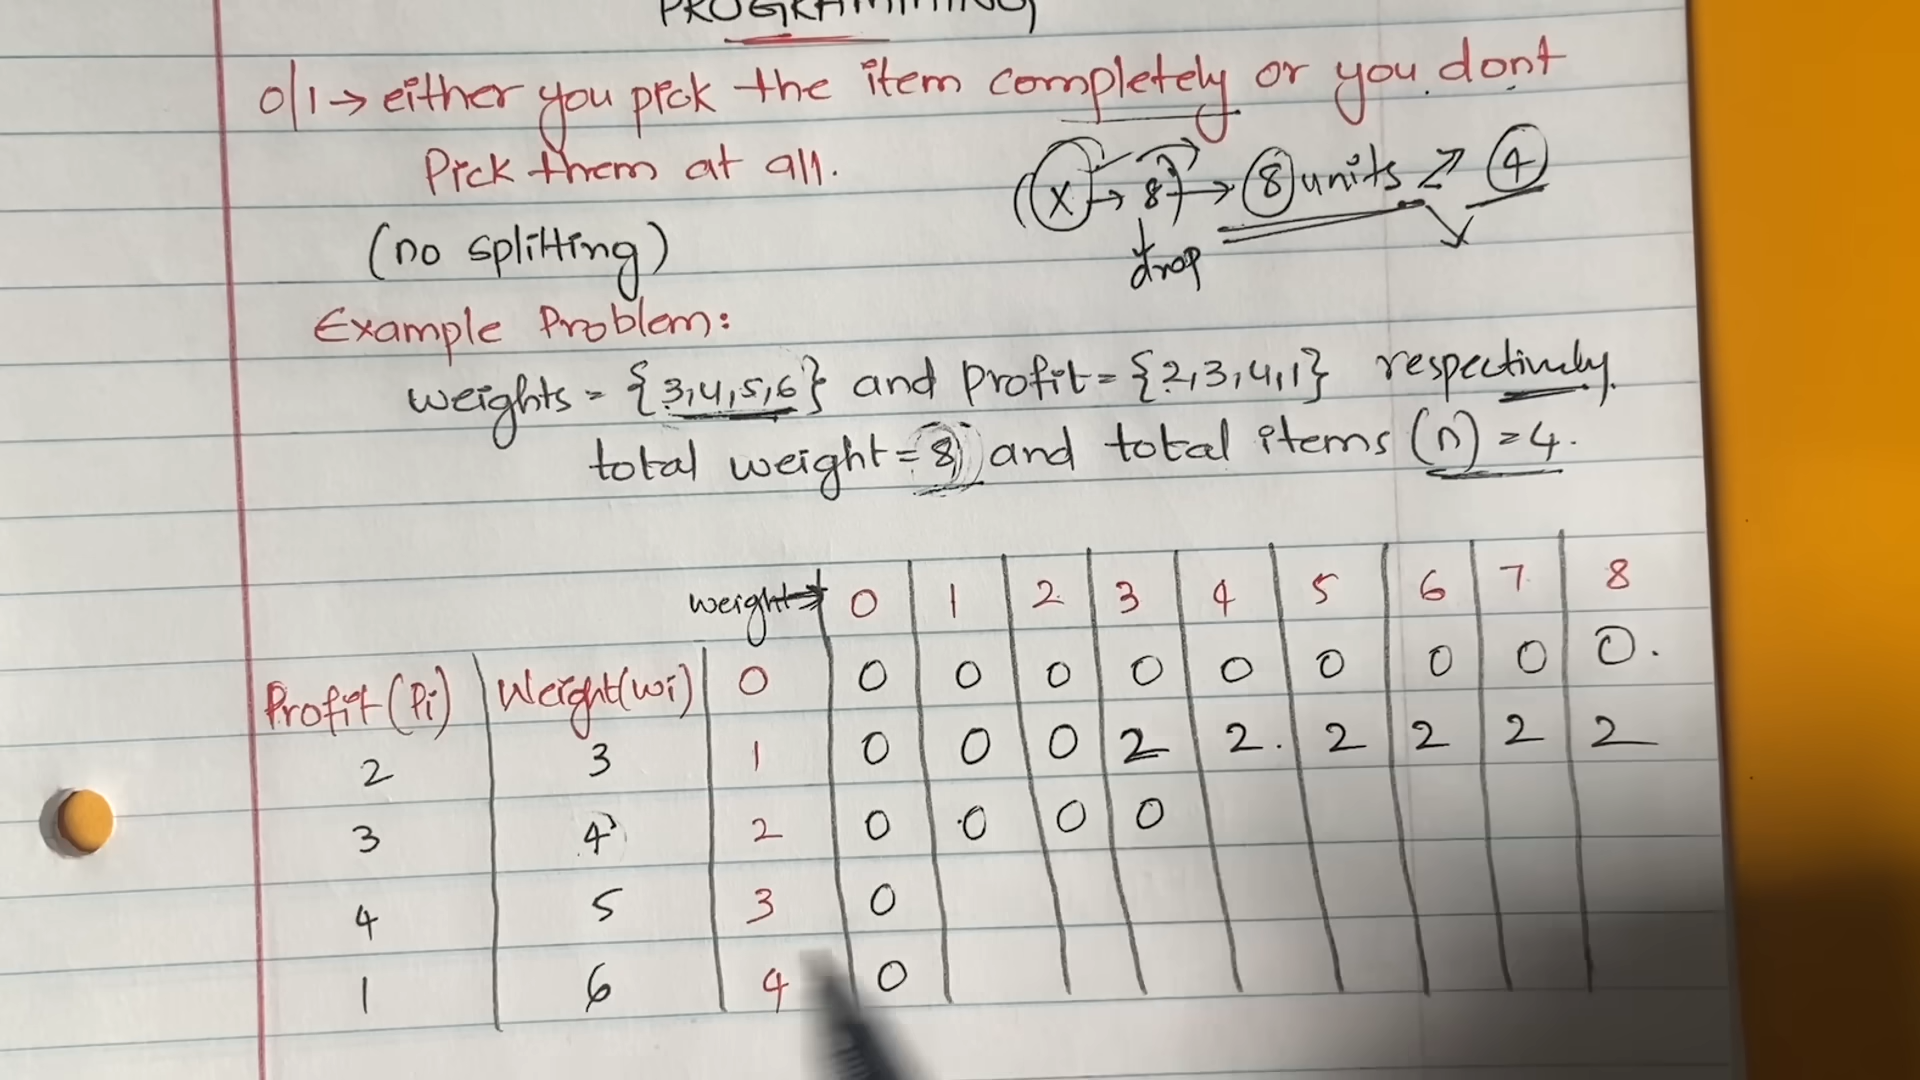 PROGRAMMING
0/1→ either you pick the item completely or you dont
Pick them at all.
(x → 8) → 8 units ≥ 4
(no splitting)
drop
Example Problem:
weights = {3,4,5,6} and Profit = {2,3,4,1} respectively.
total weight = 8 and total items (n) = 4.
weight→ 0 1 2 3 4 5 6 7 8
Profit(Pi) Weight(wi) 0 0 0 0 0 0 0 0 0 0.
2 3 1 0 0 0 2 2. 2 2 2 2
3 4 2 0 0 0 0
4 5 3 0
1 6 4 0